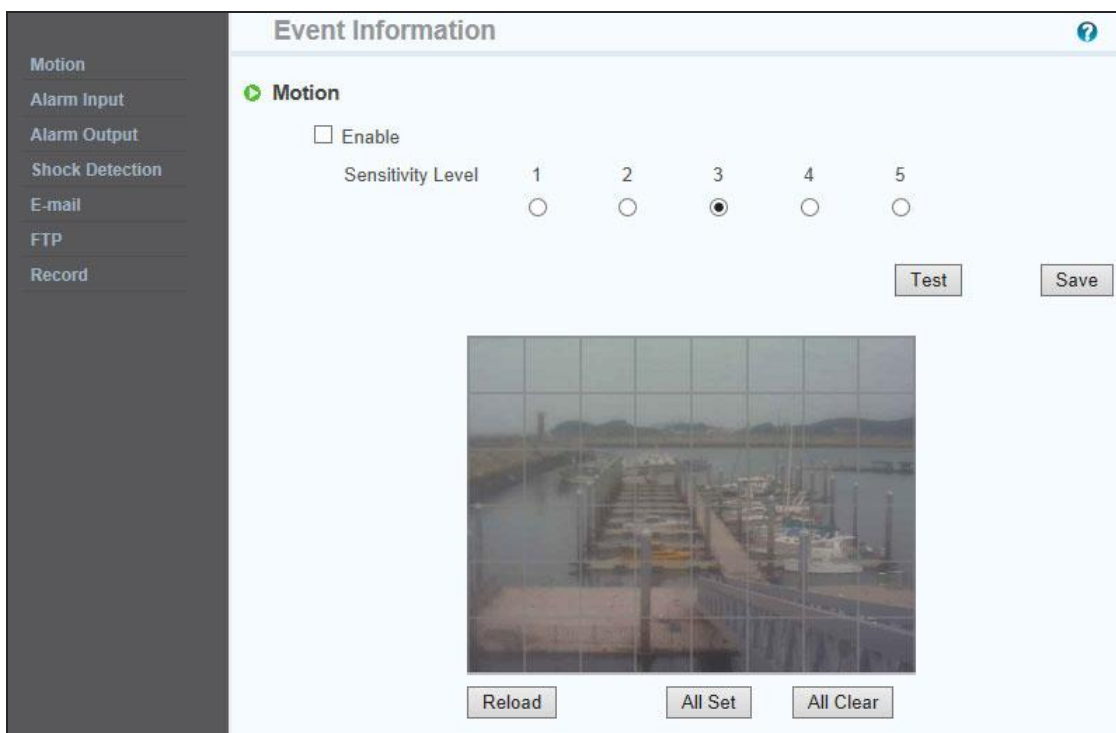 Event Information
?
Motion
Alarm Input
Alarm Output
Shock Detection
E-mail
FTP
Record
Motion
Enable
Sensitivity Level 1 2 3 4 5
Test Save
Reload All Set All Clear